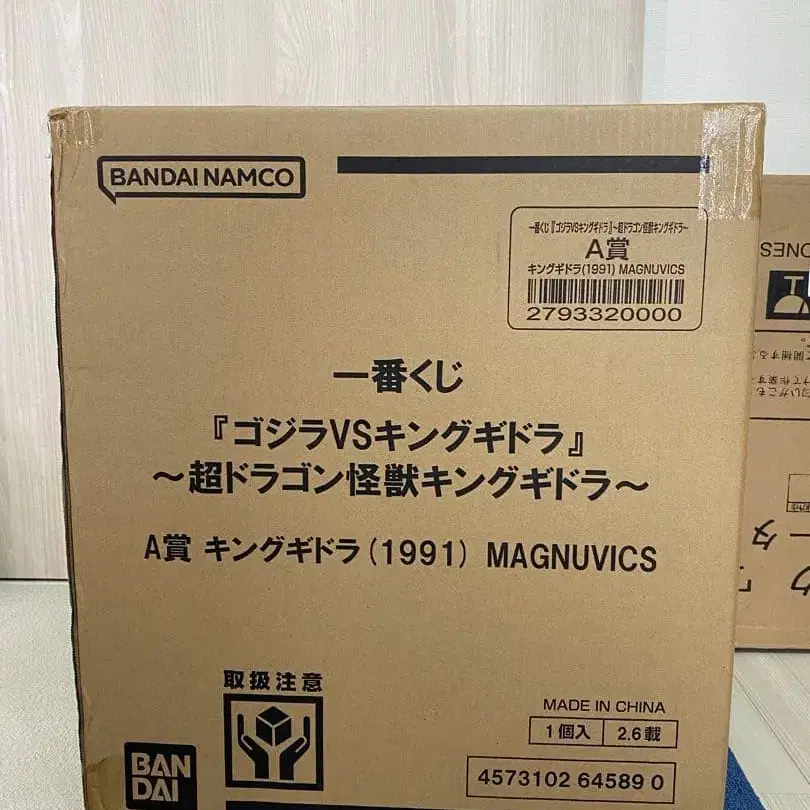 BANDAI NAMCO
一番くじ『ゴジラVSキングギドラ』~超ドラゴン怪獣キングギドラ~
A賞
キングギドラ(1991) MAGNUVICS
2793320000
一番くじ
『ゴジラVSキングギドラ』
~超ドラゴン怪獣キングギドラ~
A賞 キングギドラ(1991) MAGNUVICS
取扱注意
MADE IN CHINA
1個入 2.6載
BAN
DAI
4573102 64589 0